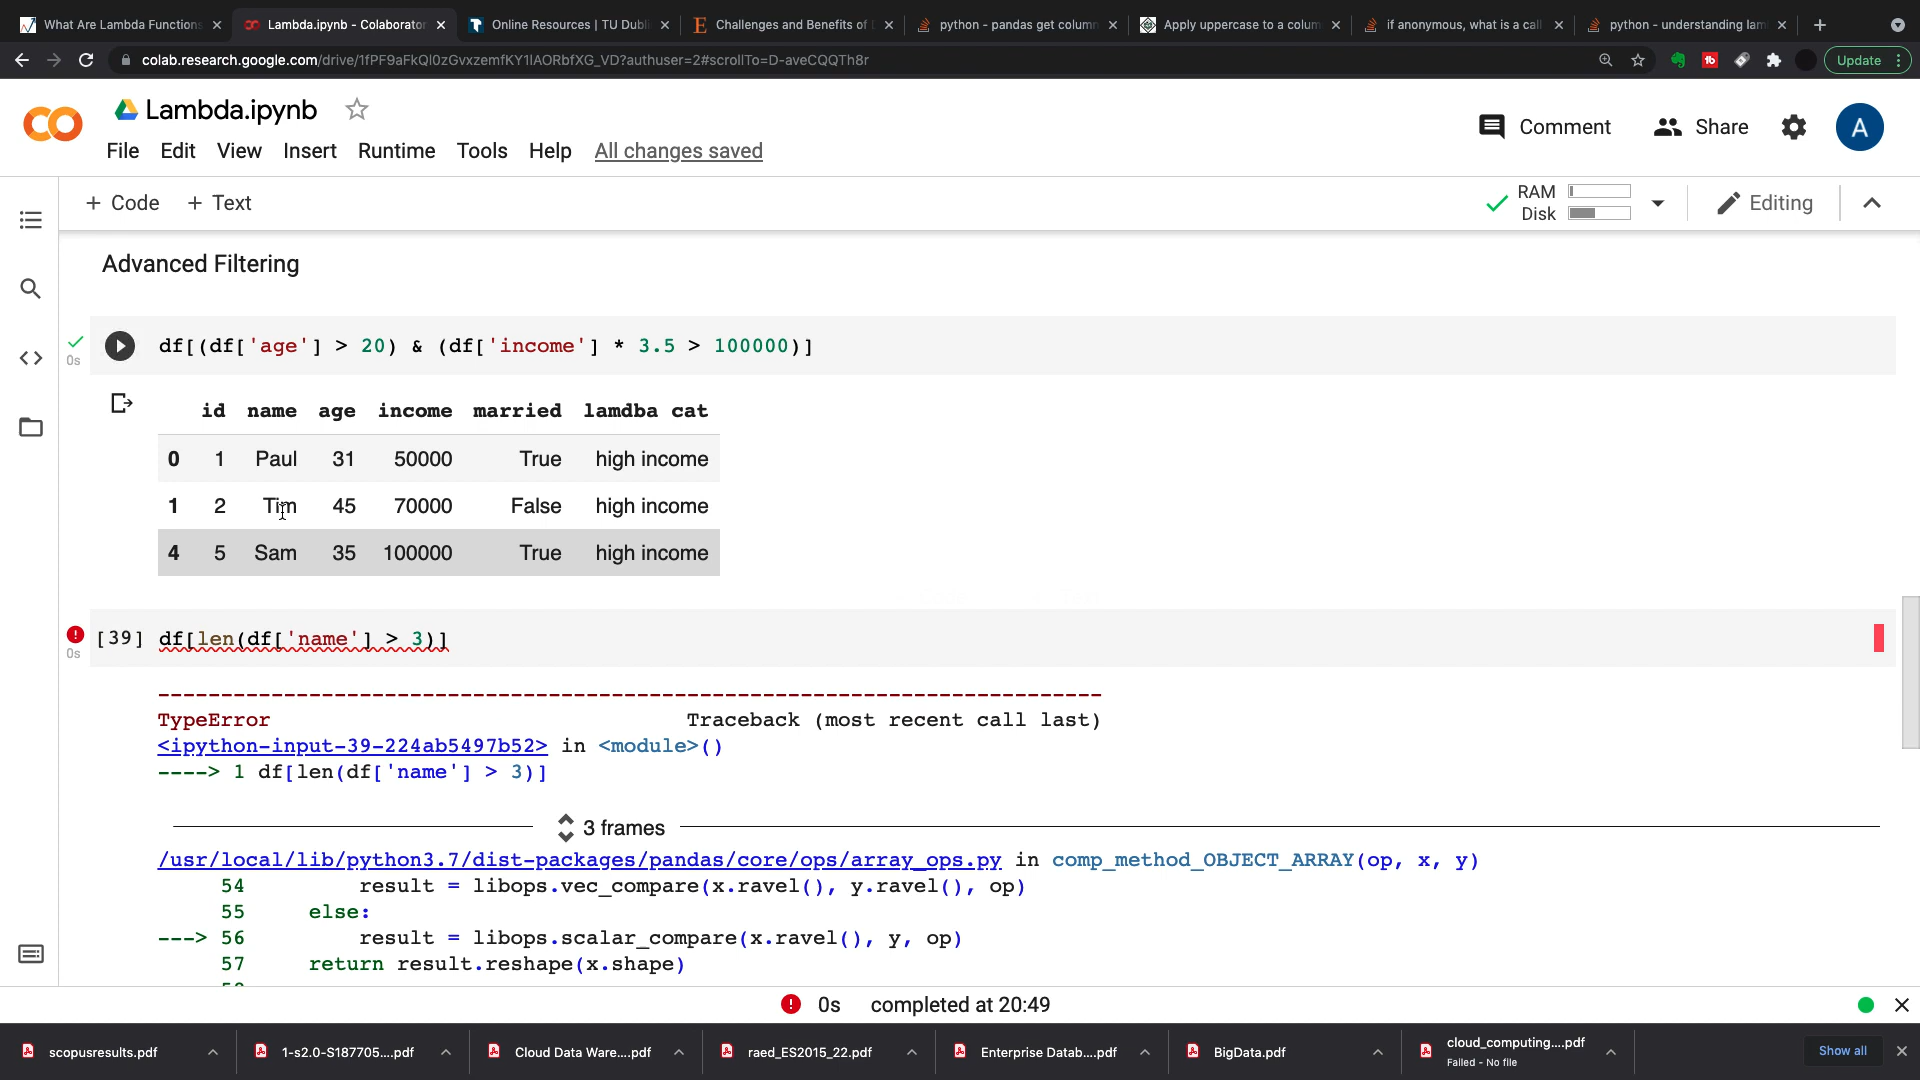 What Are Lambda Functions
Lambda.ipynb - Colaborator
Online Resources | TU Dubli
Challenges and Benefits of
python - pandas get column
Apply uppercase to a colum
if anonymous, what is a call
python - understanding lam
colab.research.google.com/drive/1fPF9aFkQI0zGvxzemfKY1IAORbfXG_VD?authuser=2#scrollTo=D-aveCQQTh8r
Update
Lambda.ipynb
Comment
Share
A
File Edit View Insert Runtime Tools Help All changes saved
+ Code + Text
RAM
Disk
Editing
Advanced Filtering
0s
df[(df['age'] > 20) & (df['income'] * 3.5 > 100000)]
id name age income married lamdba cat
0 1 Paul 31 50000 True high income
1 2 Tim 45 70000 False high income
4 5 Sam 35 100000 True high income
0s
[39] df[len(df['name'] > 3)]
---------------------------------------------------------------------------
TypeError Traceback (most recent call last)
<ipython-input-39-224ab5497b52> in <module>()
----> 1 df[len(df['name'] > 3)]
3 frames
/usr/local/lib/python3.7/dist-packages/pandas/core/ops/array_ops.py in comp_method_OBJECT_ARRAY(op, x, y)
54 result = libops.vec_compare(x.ravel(), y.ravel(), op)
55 else:
---> 56 result = libops.scalar_compare(x.ravel(), y, op)
57 return result.reshape(x.shape)
0s completed at 20:49
scopusresults.pdf
1-s2.0-S187705....pdf
Cloud Data Ware....pdf
raed_ES2015_22.pdf
Enterprise Datab....pdf
BigData.pdf
cloud_computing....pdf
Failed - No file
Show all